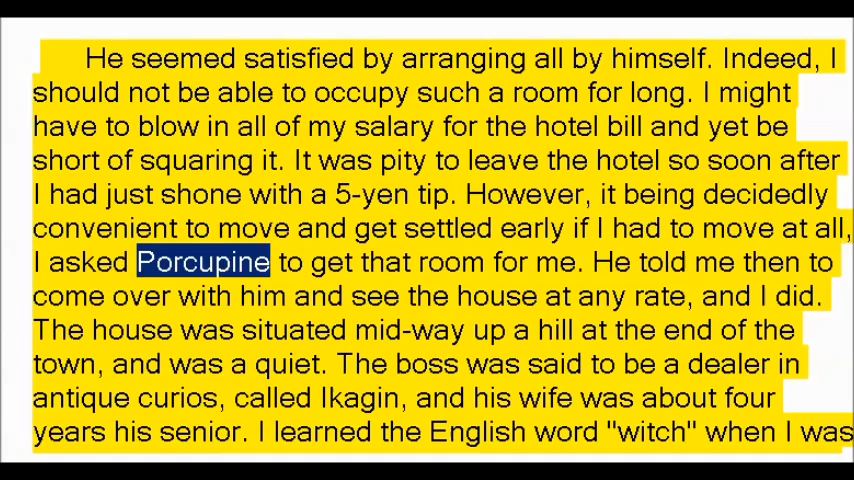 He seemed satisfied by arranging all by himself. Indeed, I
should not be able to occupy such a room for long. I might
have to blow in all of my salary for the hotel bill and yet be
short of squaring it. It was pity to leave the hotel so soon after
I had just shone with a 5-yen tip. However, it being decidedly
convenient to move and get settled early if I had to move at all,
I asked Porcupine to get that room for me. He told me then to
come over with him and see the house at any rate, and I did.
The house was situated mid-way up a hill at the end of the
town, and was a quiet. The boss was said to be a dealer in
antique curios, called Ikagin, and his wife was about four
years his senior. I learned the English word "witch" when I was